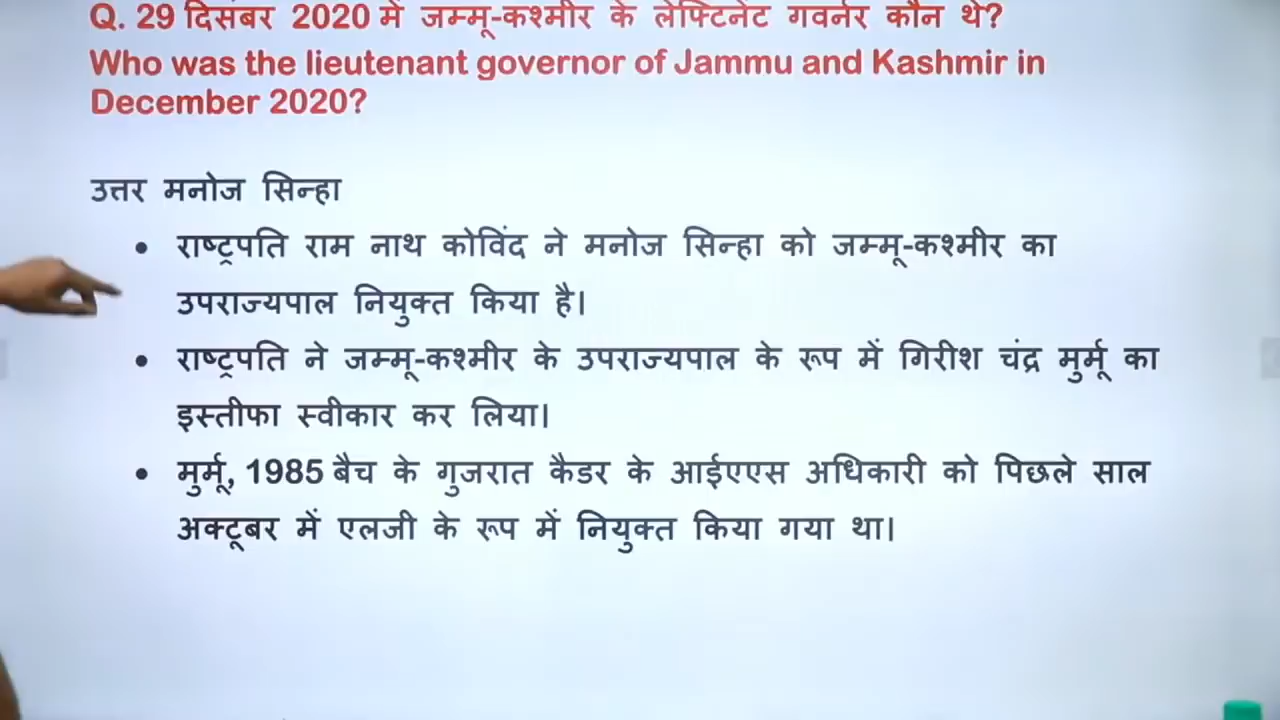 Q. 29 दिसंबर 2020 में जम्मू-कश्मीर के लेफ्टिनेंट गवर्नर कौन थे?
Who was the lieutenant governor of Jammu and Kashmir in
December 2020?
उत्तर मनोज सिन्हा
• राष्ट्रपति राम नाथ कोविंद ने मनोज सिन्हा को जम्मू-कश्मीर का
उपराज्यपाल नियुक्त किया है।
• राष्ट्रपति ने जम्मू-कश्मीर के उपराज्यपाल के रूप में गिरीश चंद्र मुर्मू का
इस्तीफा स्वीकार कर लिया।
• मुर्मू, 1985 बैच के गुजरात कैडर के आईएएस अधिकारी को पिछले साल
अक्टूबर में एलजी के रूप में नियुक्त किया गया था।